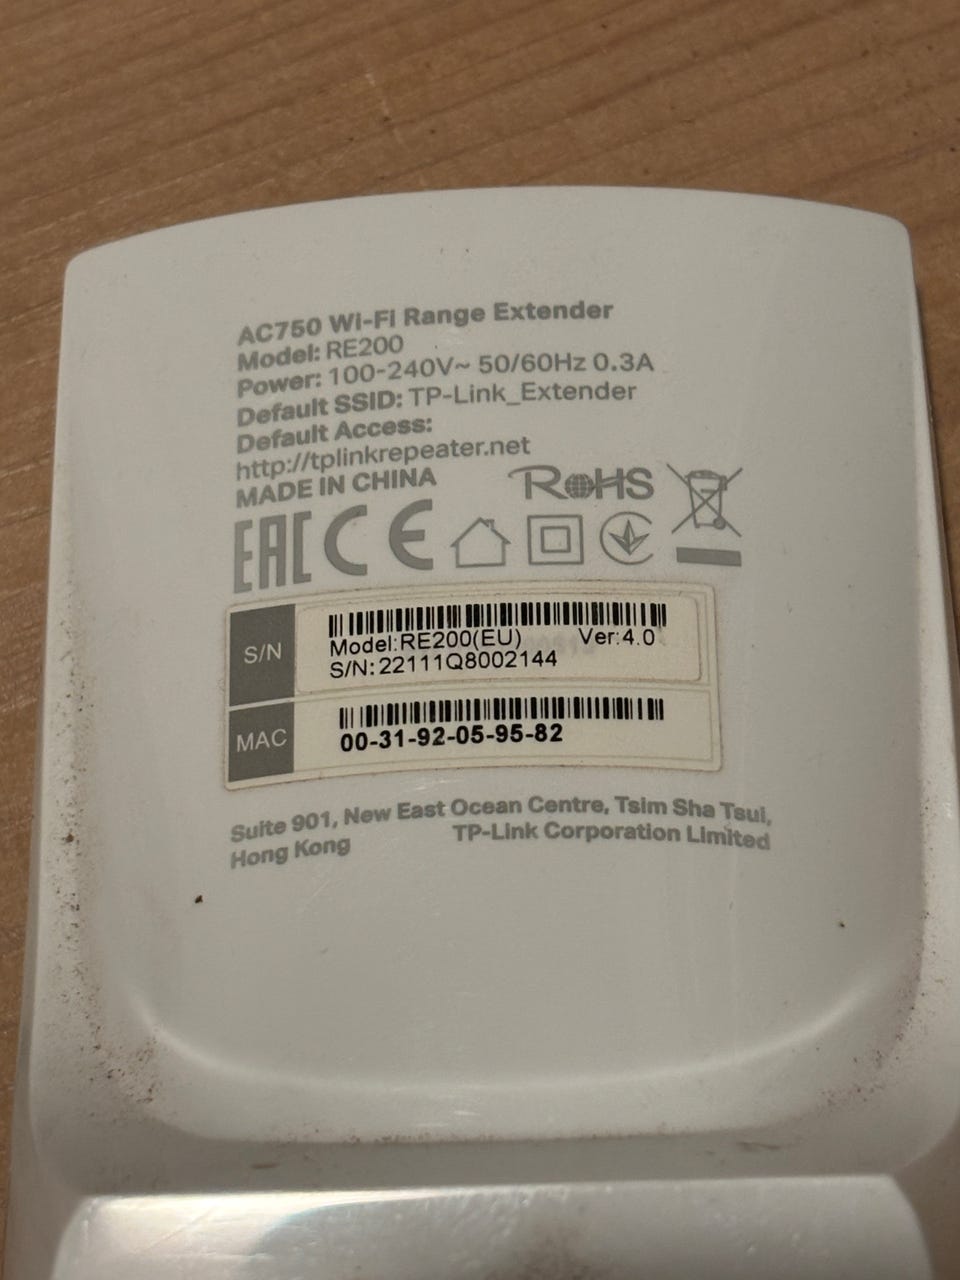 AC750 Wi-Fi Range Extender
Model: RE200
Power: 100-240V~ 50/60Hz 0.3A
Default SSID: TP-Link_Extender
Default Access:
http://tplinkrepeater.net
MADE IN CHINA
RoHS
EAC CE
S/N
Model:RE200(EU) Ver:4.0
S/N:22111Q8002144
MAC
00-31-92-05-95-82
Suite 901, New East Ocean Centre, Tsim Sha Tsui,
Hong Kong TP-Link Corporation Limited